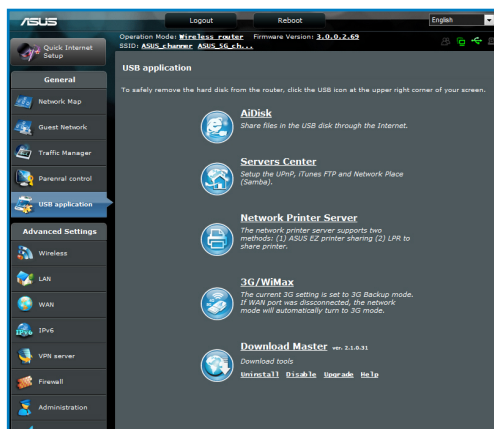 ASUS
Logout
Reboot
English
Operation Mode: Wireless router Firmware Version: 3.0.0.2.69
SSID: ASUS_channer ASUS_5G_ch...
Quick Internet
Setup
General
Network Map
Guest Network
Traffic Manager
Parenral control
USB application
Advanced Settings
Wireless
LAN
WAN
IPv6
IPv6
VPN server
Firewall
Administration
USB application
To safely remove the hard disk from the router, click the USB icon at the upper right corner of your screen.
AiDisk
Share files in the USB disk through the Internet.
Servers Center
Setup the UPnP, iTunes FTP and Network Place
(Samba).
Network Printer Server
The network printer server supports two
methods: (1) ASUS EZ printer sharing (2) LPR to
share printer.
3G/WiMax
The current 3G setting is set to 3G Backup mode.
If WAN port was dissconnected, the network
mode will automatically turn to 3G mode.
Download Master ver. 2.1.0.31
Download tools
Uninstall Disable Upgrade Help